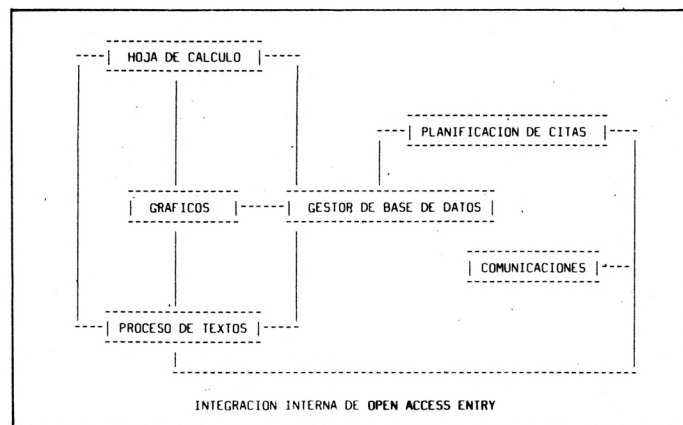 HOJA DE CALCULO
PLANIFICACION DE CITAS
GRAFICOS
GESTOR DE BASE DE DATOS
COMUNICACIONES
PROCESO DE TEXTOS
INTEGRACION INTERNA DE OPEN ACCESS ENTRY